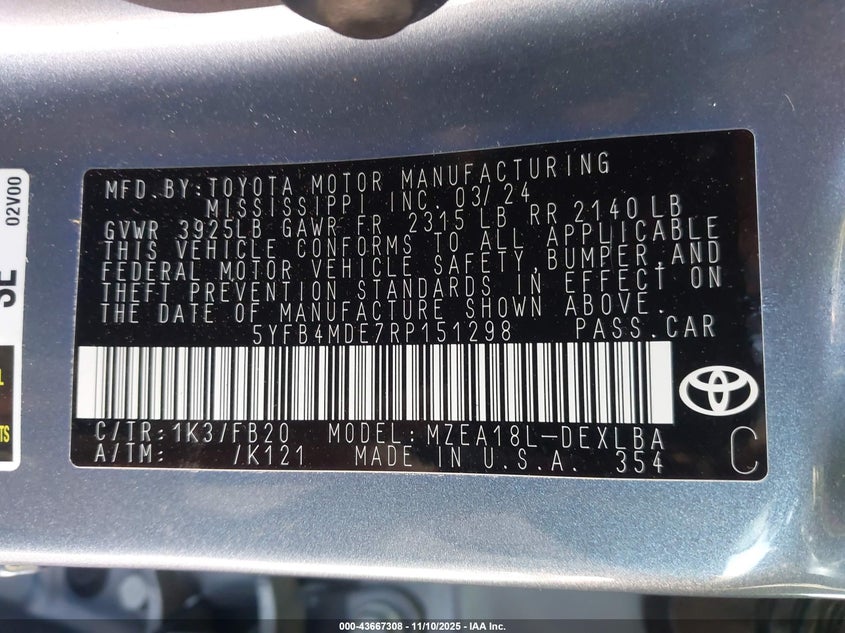 MFD.BY:TOYOTA MOTOR MANUFACTURING
MISSISSIPPI INC. 03/24
GVWR 3925LB GAWR FR 2315 LB RR 2140LB
THIS VEHICLE CONFORMS TO ALL APPLICABLE
FEDERAL MOTOR VEHICLE SAFETY, BUMPER, AND
THEFT PREVENTION STANDARDS IN EFFECT ON
THE DATE OF MANUFACTURE SHOWN ABOVE.
5YFB4MDE7RP151298 PASS.CAR
C/TR:1K3/FB20 MODEL:MZEA18L-DEXLBA
A/TM: /K121 MADE IN U.S.A. 354
C
02V00
SE
000-43667308 - 11/10/2025 - IAA Inc.